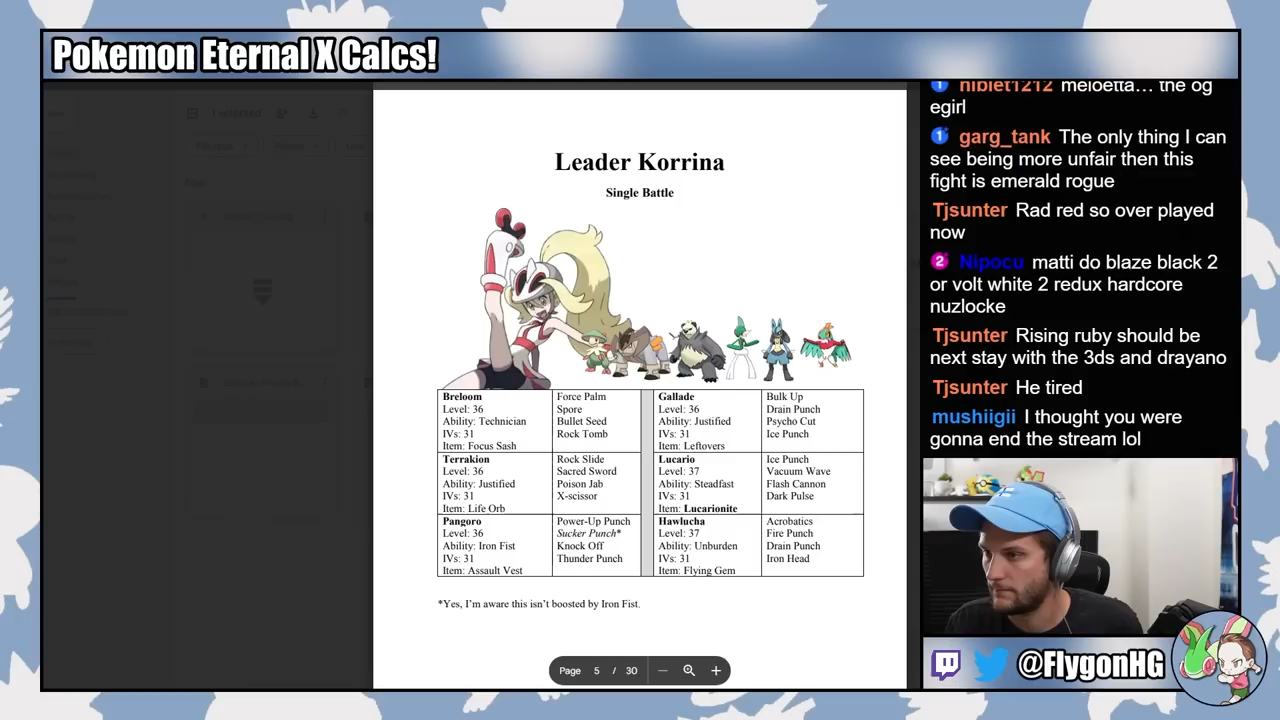 Pokemon Eternal X Calcs!
Leader Korrina
Single Battle
Breloom
Level: 36
Ability: Technician
IVs: 31
Item: Focus Sash
Force Palm
Spore
Bullet Seed
Rock Tomb
Gallade
Level: 36
Ability: Justified
IVs: 31
Item: Leftovers
Bulk Up
Drain Punch
Psycho Cut
Ice Punch
Terrakion
Level: 36
Ability: Justified
IVs: 31
Item: Life Orb
Rock Slide
Sacred Sword
Poison Jab
X-scissor
Lucario
Level: 37
Ability: Steadfast
IVs: 31
Item: Lucarionite
Ice Punch
Vacuum Wave
Flash Cannon
Dark Pulse
Pangoro
Level: 36
Ability: Iron Fist
IVs: 31
Item: Assault Vest
Power-Up Punch
Sucker Punch*
Knock Off
Thunder Punch
Hawlucha
Level: 37
Ability: Unburden
IVs: 31
Item: Flying Gem
Acrobatics
Fire Punch
Drain Punch
Iron Head
*Yes, I'm aware this isn't boosted by Iron Fist.
Page 5 / 30
niblet1212 meloetta… the og
egirl
garg_tank The only thing I can
see being more unfair then this
fight is emerald rogue
Tjsunter Rad red so over played
now
Nipocu matti do blaze black 2
or volt white 2 redux hardcore
nuzlocke
Tjsunter Rising ruby should be
next stay with the 3ds and drayano
Tjsunter He tired
mushiigii I thought you were
gonna end the stream lol
@FlygonHG